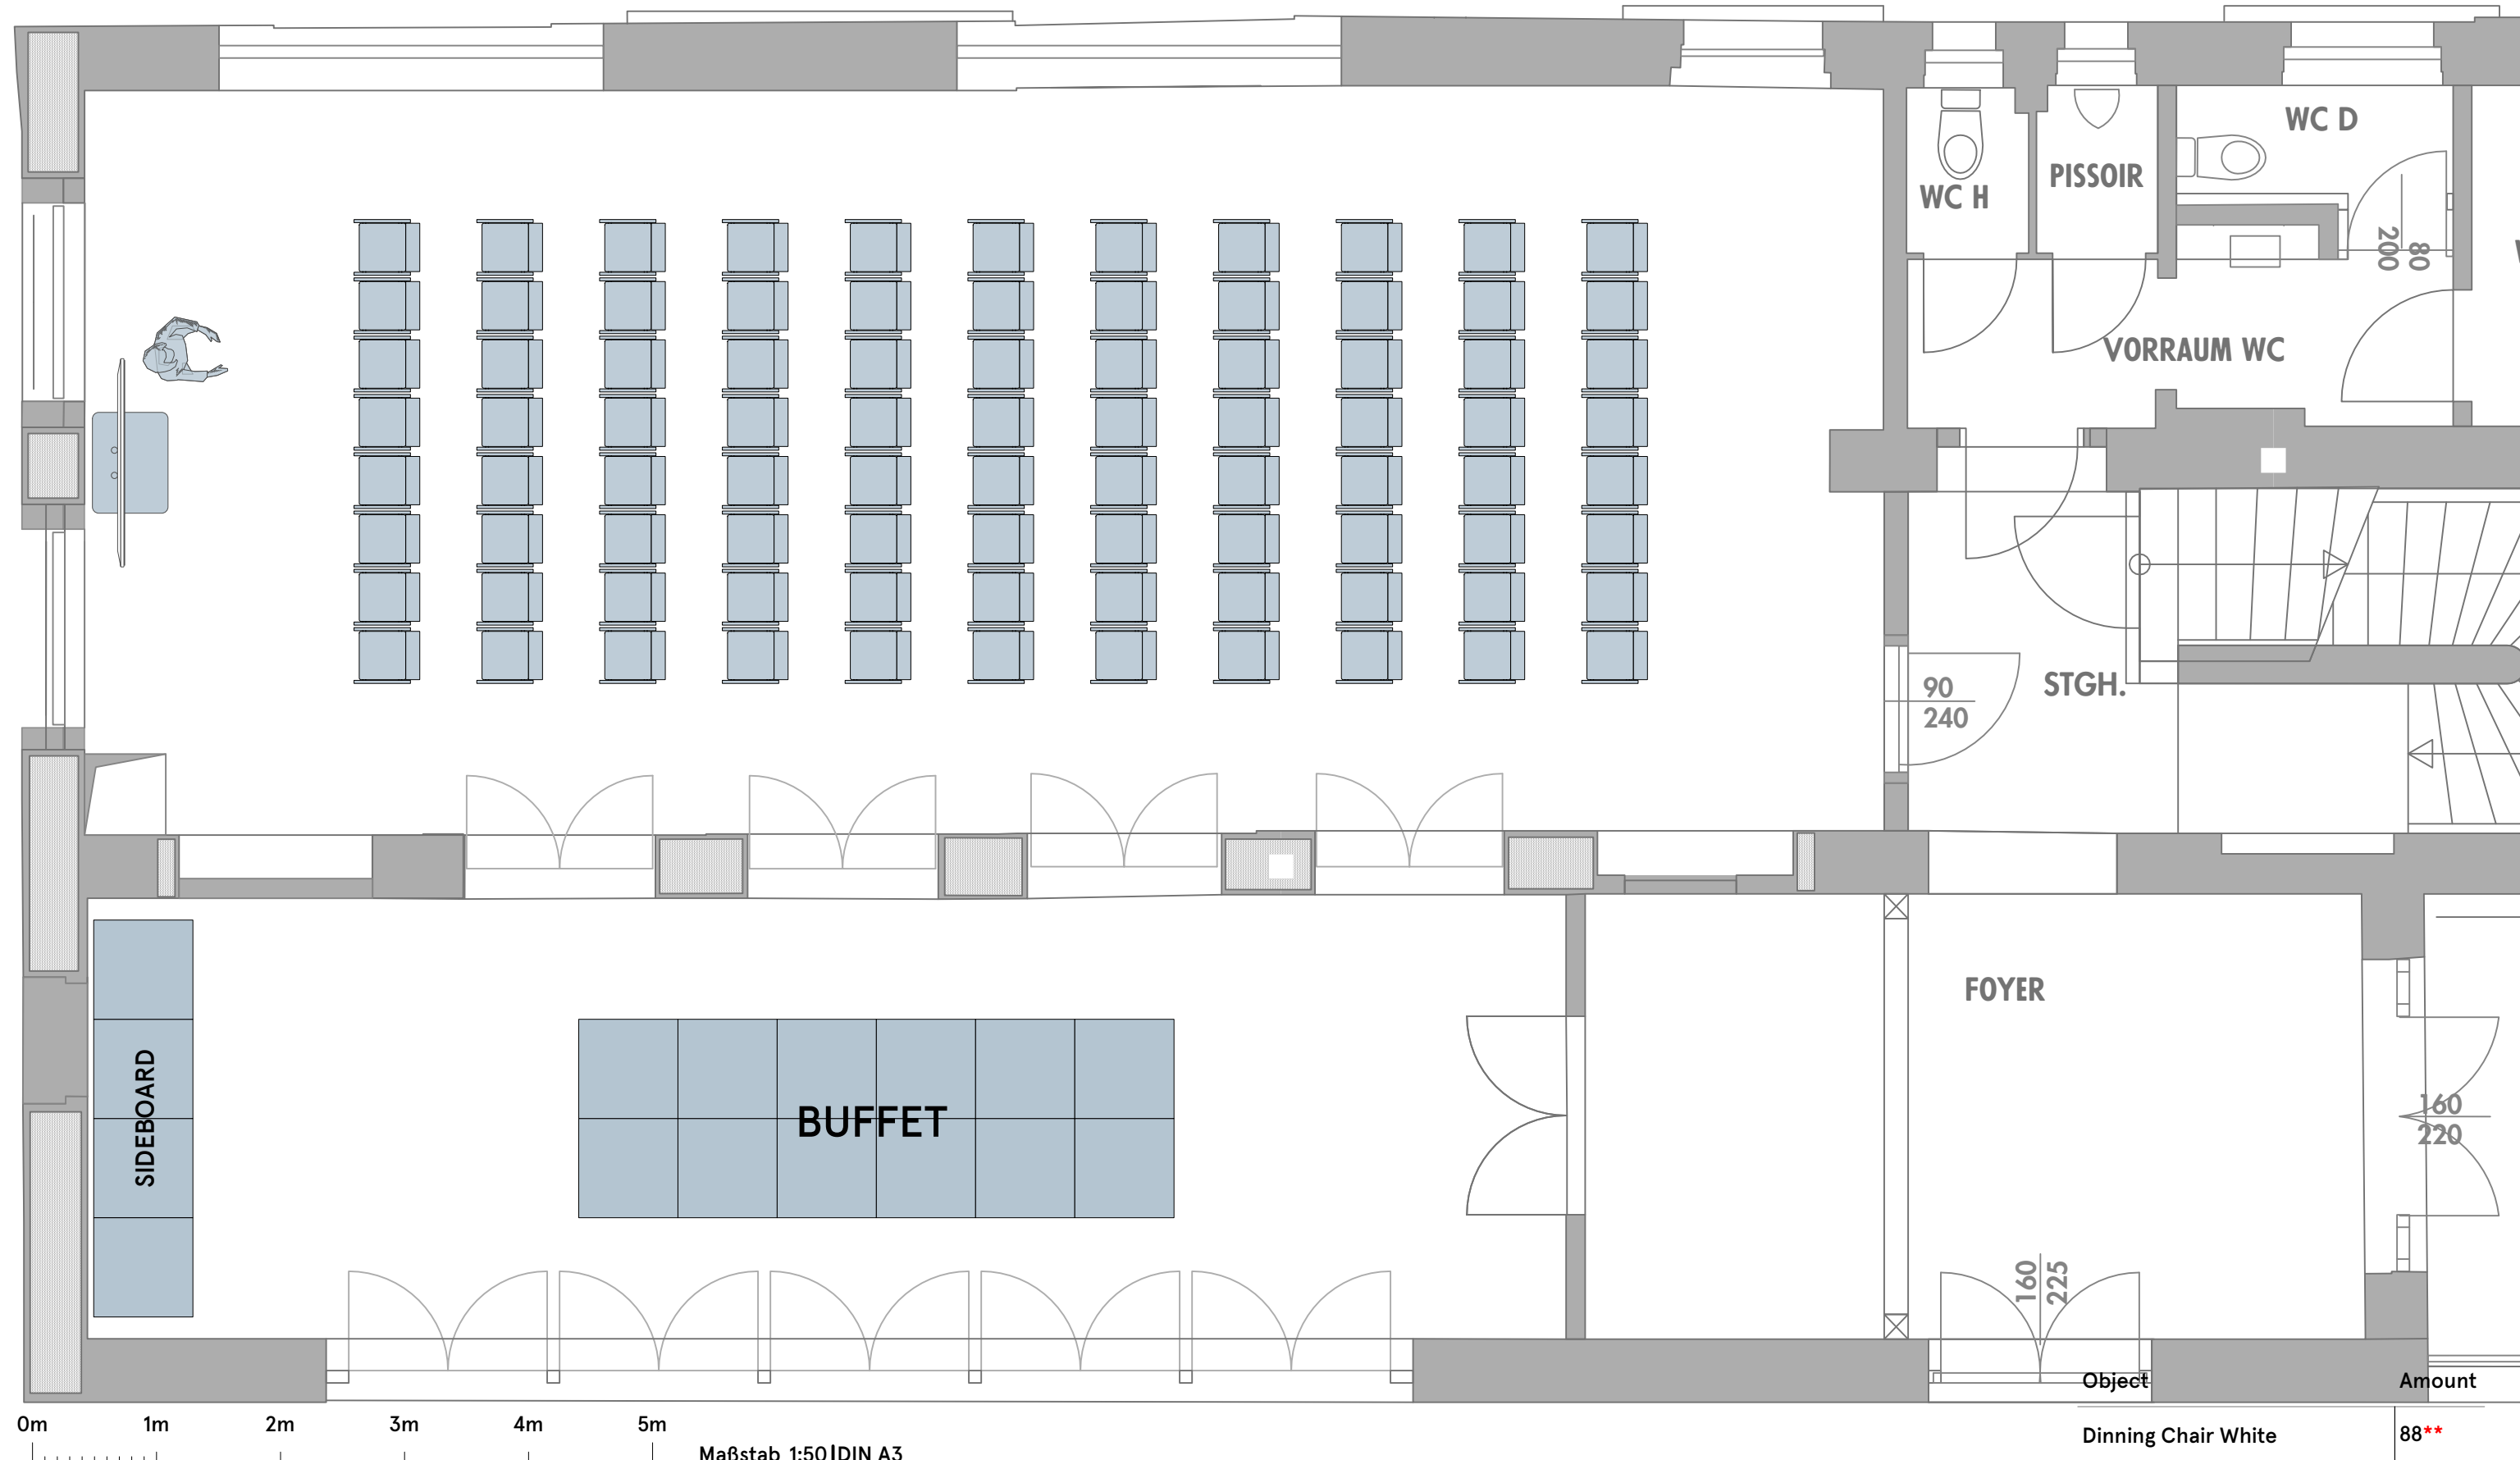 WC D
PISSOIR
WC H
80
200
VORRAUM WC
90
240
STGH.
FOYER
SIDEBOARD
BUFFET
160
220
160
225
Object
Amount
Dinning Chair White
88**
0m
1m
2m
3m
4m
5m
Maßstab 1:50|DIN A3